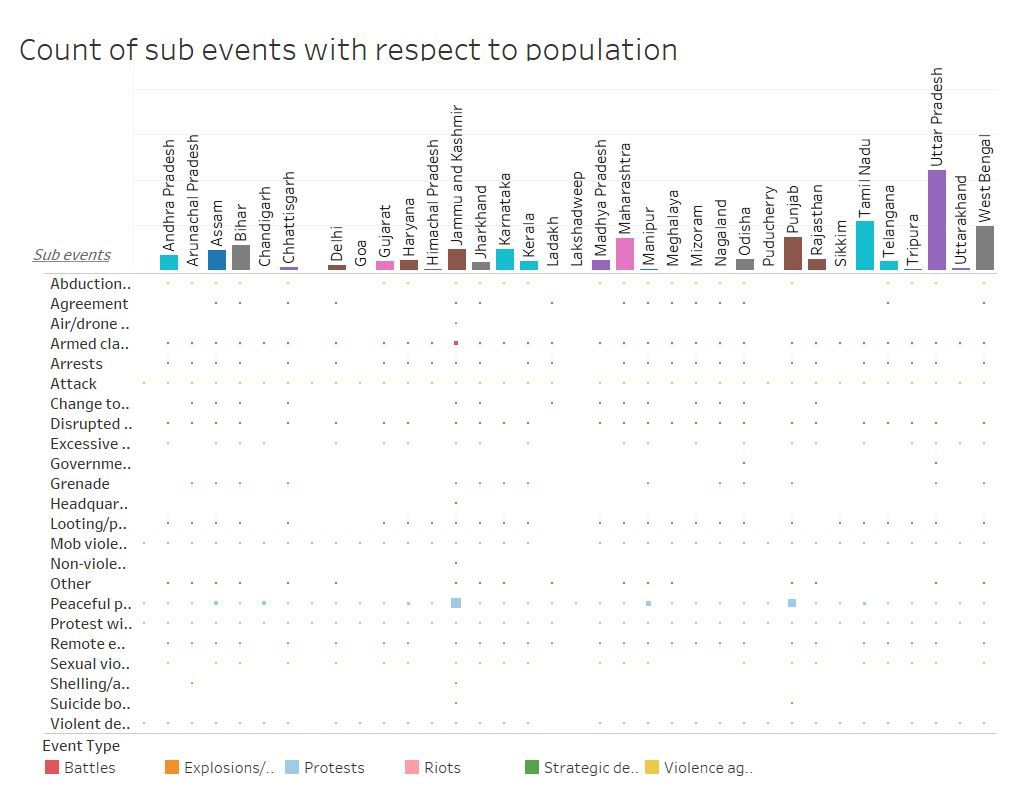 Count of sub events with respect to population
Andhra Pradesh
Arunachal Pradesh
Assam
Bihar
Chandigarh
Chhattisgarh
Delhi
Goa
Gujarat
Haryana
Himachal Pradesh
Jammu and Kashmir
Jharkhand
Karnataka
Kerala
Ladakh
Lakshadweep
Madhya Pradesh
Maharashtra
Manipur
Meghalaya
Mizoram
Nagaland
Odisha
Puducherry
Punjab
Rajasthan
Sikkim
Tamil Nadu
Telangana
Tripura
Uttar Pradesh
Uttarakhand
West Bengal
Sub events
Abduction..
Agreement
Air/drone ..
Armed cla..
Arrests
Attack
Change to..
Disrupted ..
Excessive ..
Governme..
Grenade
Headquar..
Looting/p..
Mob viole..
Non-viole..
Other
Peaceful p..
Protest wi..
Remote e..
Sexual vio..
Shelling/a..
Suicide bo..
Violent de..
Event Type
Battles
Explosions/..
Protests
Riots
Strategic de..
Violence ag..